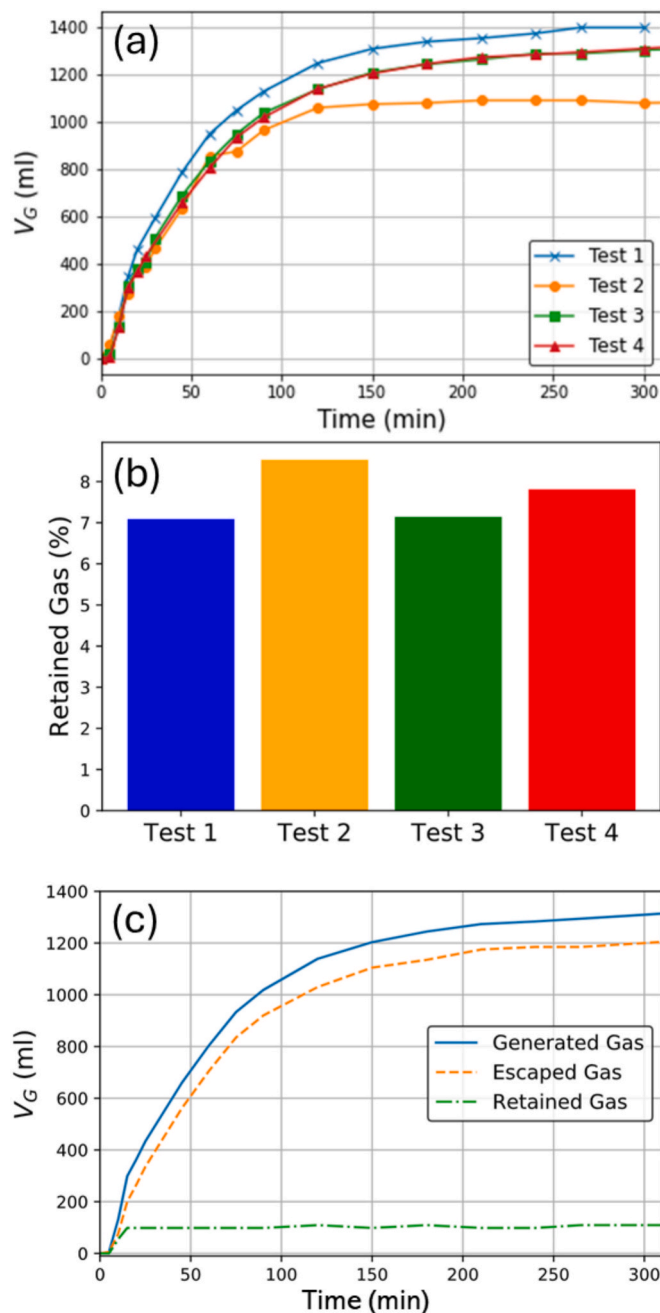 (a)
1400
1200
1000
800
600
400
200
0
V_G (ml)
Test 1
Test 2
Test 3
Test 4
0 50 100 150 200 250 300
Time (min)
(b)
8
7
6
5
4
3
2
1
0
Retained Gas (%)
Test 1 Test 2 Test 3 Test 4
(c)
1400
1200
1000
800
600
400
200
0
V_G (ml)
Generated Gas
Escaped Gas
Retained Gas
0 50 100 150 200 250 300
Time (min)